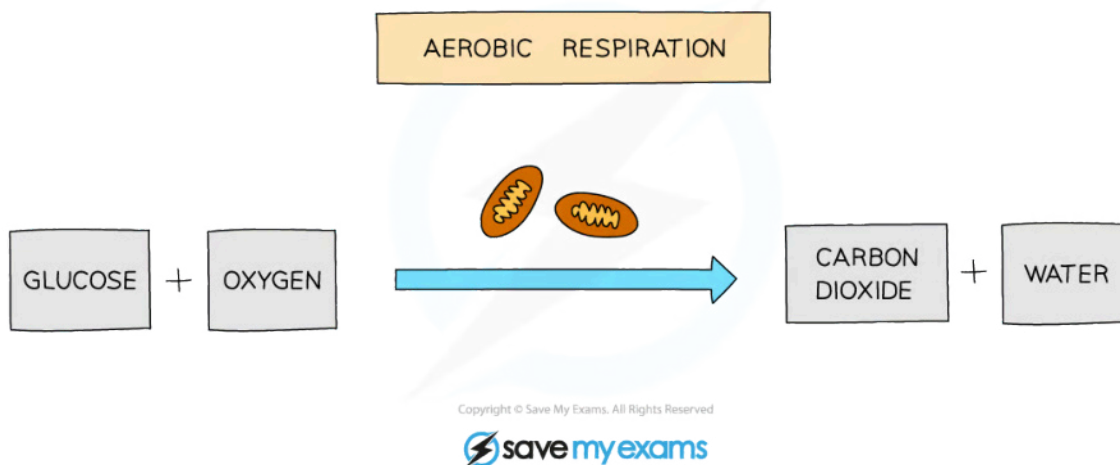 AEROBIC RESPIRATION
GLUCOSE + OXYGEN
CARBON DIOXIDE + WATER
Copyright © Save My Exams. All Rights Reserved
save my exams